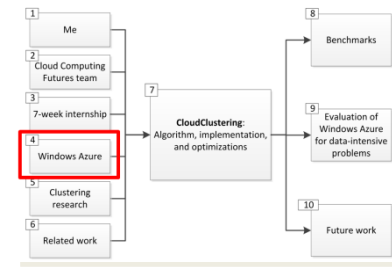 1
Me
2
Cloud Computing
Futures team
3
7-week internship
4
Windows Azure
5
Clustering
research
6
Related work
7
CloudClustering:
Algorithm, implementation,
and optimizations
8
Benchmarks
9
Evaluation of
Windows Azure
for data-intensive
problems
10
Future work